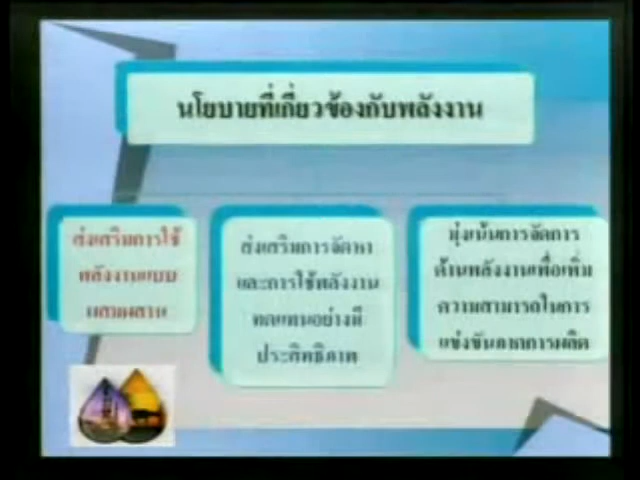 นโยบายที่เกี่ยวข้องกับพลังงาน
ส่งเสริมการใช้
พลังงานแบบ
ผสมผสาน
ส่งเสริมการจัดหา
และการใช้พลังงาน
ทดแทนอย่างมี
ประสิทธิภาพ
มุ่งเน้นการจัดการ
ด้านพลังงานเพื่อเพิ่ม
ความสามารถในการ
แข่งขันภาคการผลิต